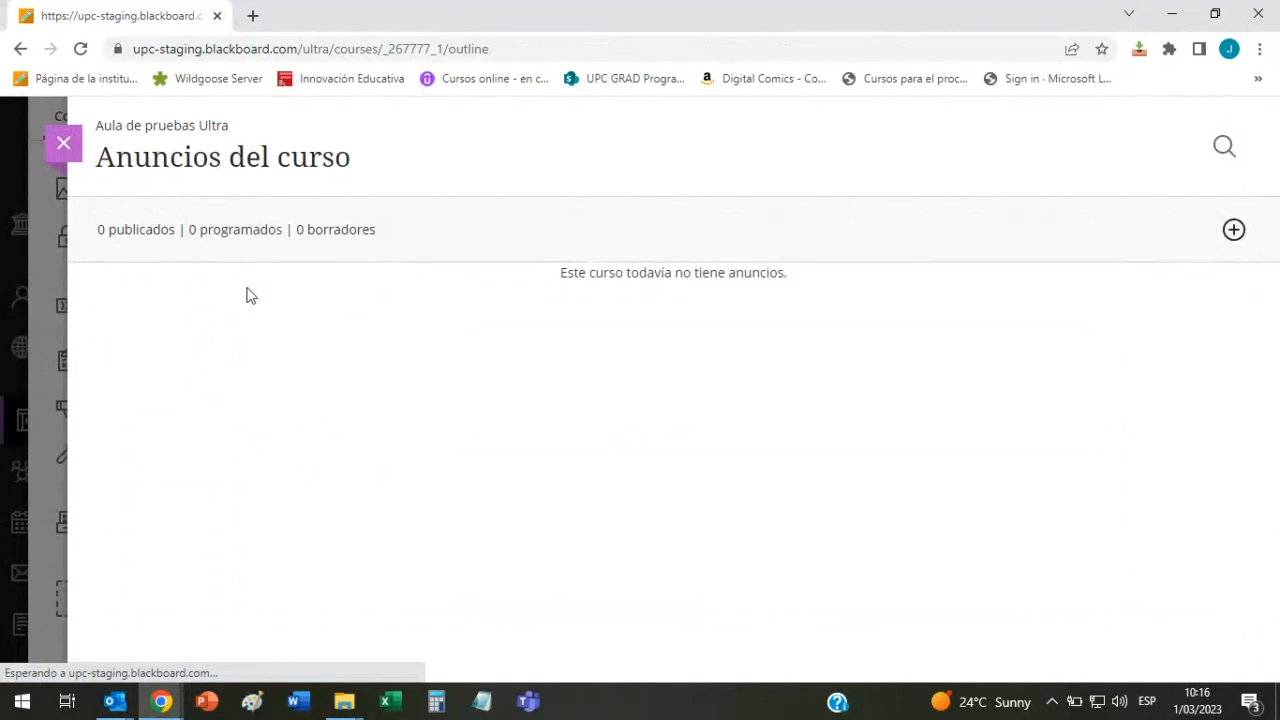 https://upc-staging.blackboard.c
upc-staging.blackboard.com/ultra/courses/_267777_1/outline
J
Página de la institu...
Wildgoose Server
Innovación Educativa
Cursos online - en c...
UPC GRAD Progra...
Digital Comics - Co...
Cursos para el proc...
Sign in · Microsoft L...
»
Co
Aula de pruebas Ultra
Anuncios del curso
0 publicados | 0 programados | 0 borradores
Este curso todavía no tiene anuncios.
Esperando a upc-staging.blackboard.com...
24°C Sunny
ESP
10:16
1/03/2023
3